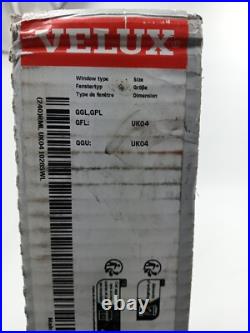 VELUX
Window type Size
Fenstertyp Größe
Type de fenêtre Dimension
GGL,GPL
GFL: UK04
GGU: UK04